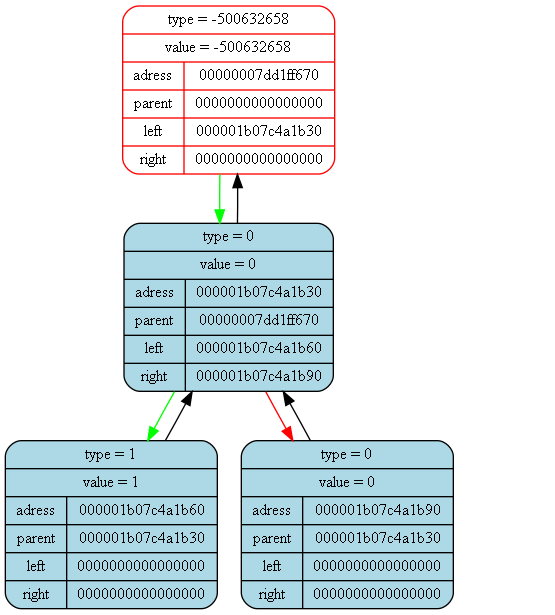 type = -500632658
value = -500632658
adress 00000007dd1ff670
parent 0000000000000000
left 000001b07c4a1b30
right 0000000000000000
type = 0
value = 0
adress 000001b07c4a1b30
parent 00000007dd1ff670
left 000001b07c4a1b60
right 000001b07c4a1b90
type = 1
value = 1
adress 000001b07c4a1b60
parent 000001b07c4a1b30
left 0000000000000000
right 0000000000000000
type = 0
value = 0
adress 000001b07c4a1b90
parent 000001b07c4a1b30
left 0000000000000000
right 0000000000000000